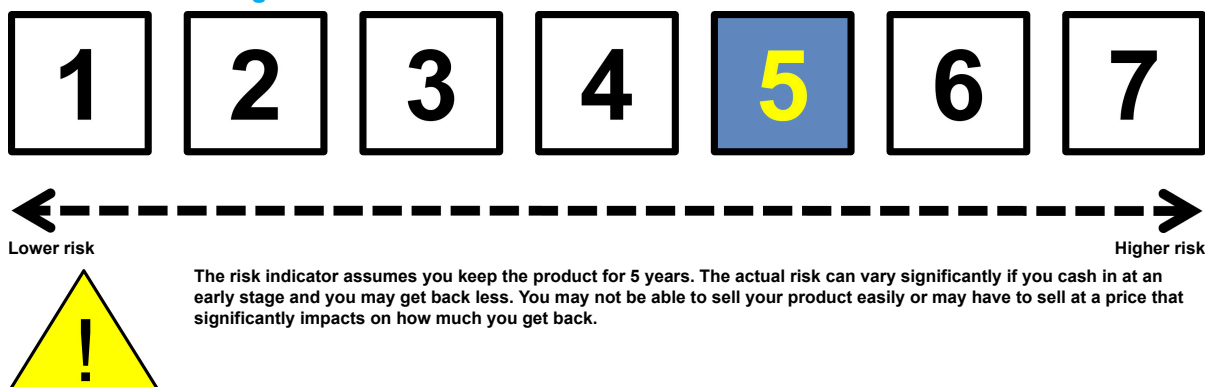 1 2 3 4 5 6 7
Lower risk Higher risk
The risk indicator assumes you keep the product for 5 years. The actual risk can vary significantly if you cash in at an
early stage and you may get back less. You may not be able to sell your product easily or may have to sell at a price that
significantly impacts on how much you get back.
!